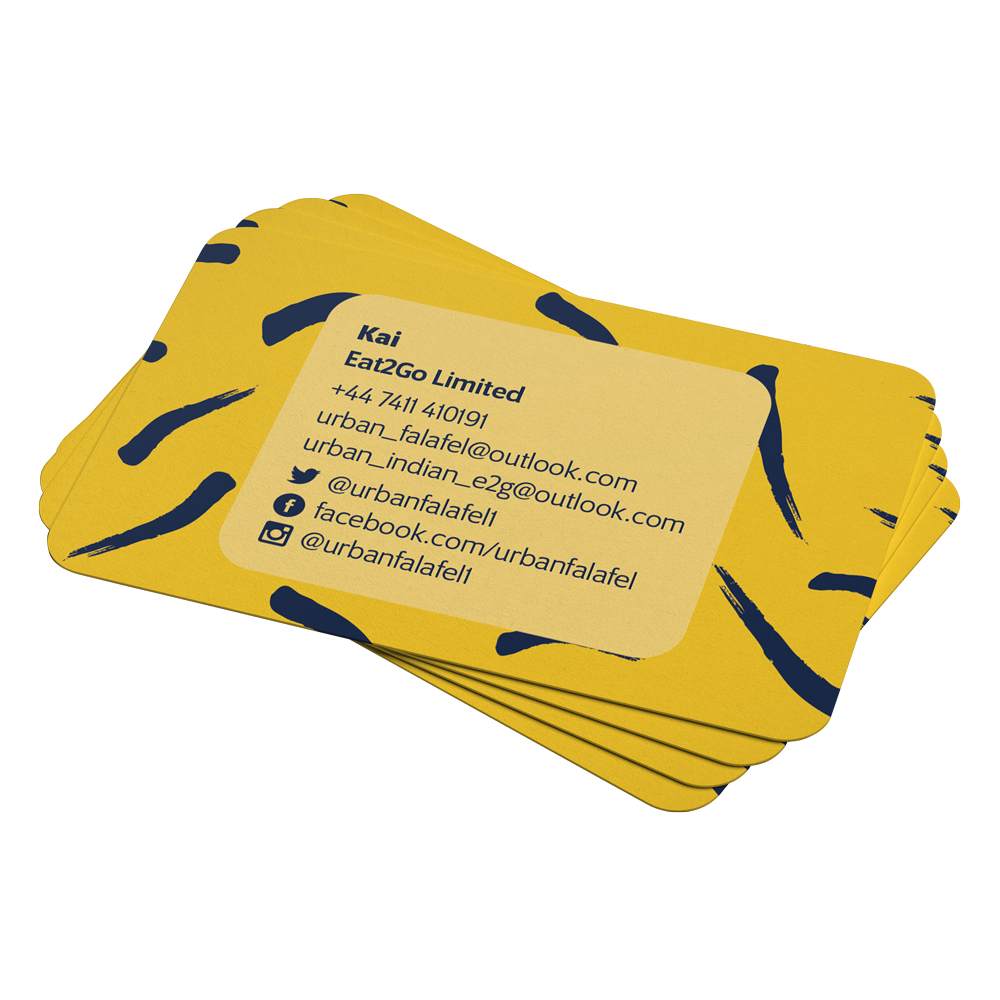 Kai
Eat2Go Limited
+44 7411 410191
urban_falafel@outlook.com
urban_indian_e2g@outlook.com
@urbanfalafel1
facebook.com/urbanfalafel
@urbanfalafel1